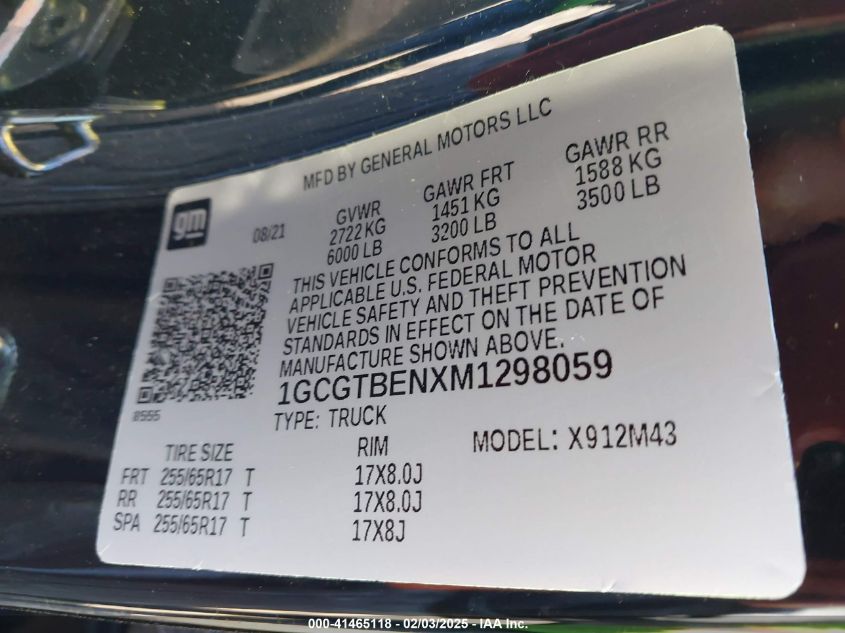 MFD BY GENERAL MOTORS LLC
gm
08/21
GVWR
2722 KG
6000 LB
GAWR FRT
1451 KG
3200 LB
GAWR RR
1588 KG
3500 LB
THIS VEHICLE CONFORMS TO ALL
APPLICABLE U.S. FEDERAL MOTOR
VEHICLE SAFETY AND THEFT PREVENTION
STANDARDS IN EFFECT ON THE DATE OF
MANUFACTURE SHOWN ABOVE.
1GCGTBENXM1298059
TYPE: TRUCK
MODEL: X912M43
TIRE SIZE RIM
FRT 255/65R17 T 17X8.0J
RR 255/65R17 T 17X8.0J
SPA 255/65R17 T 17X8J
000-41465118 - 02/03/2025 - IAA Inc.